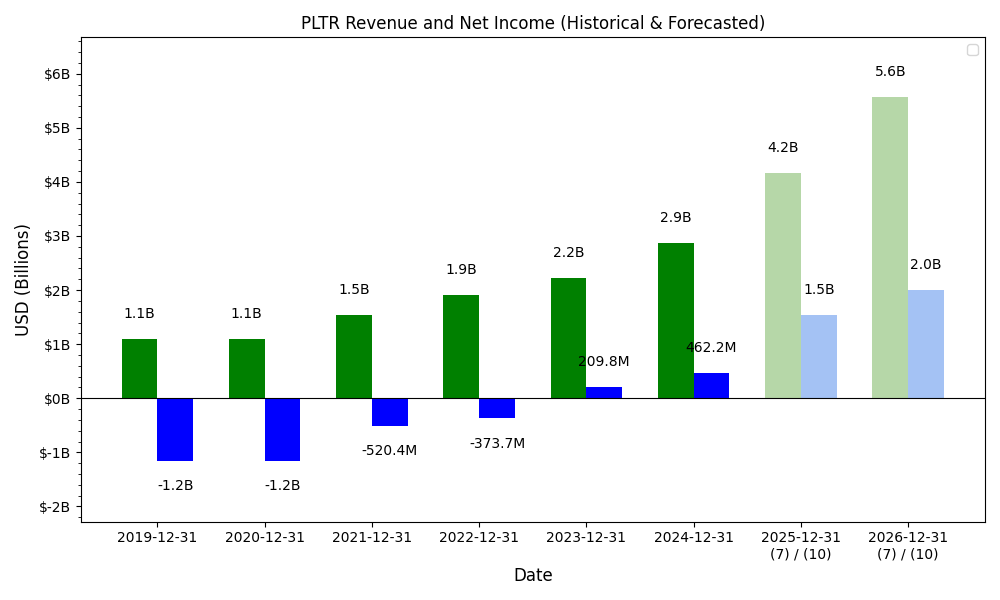 PLTR Revenue and Net Income (Historical & Forecasted)
$6B
$5B
$4B
$3B
$2B
$1B
$0B
$-1B
$-2B
USD (Billions)
1.1B
-1.2B
1.1B
-1.2B
1.5B
-520.4M
1.9B
-373.7M
2.2B
209.8M
2.9B
462.2M
4.2B
1.5B
5.6B
2.0B
2019-12-31
2020-12-31
2021-12-31
2022-12-31
2023-12-31
2024-12-31
2025-12-31
(7) / (10)
2026-12-31
(7) / (10)
Date